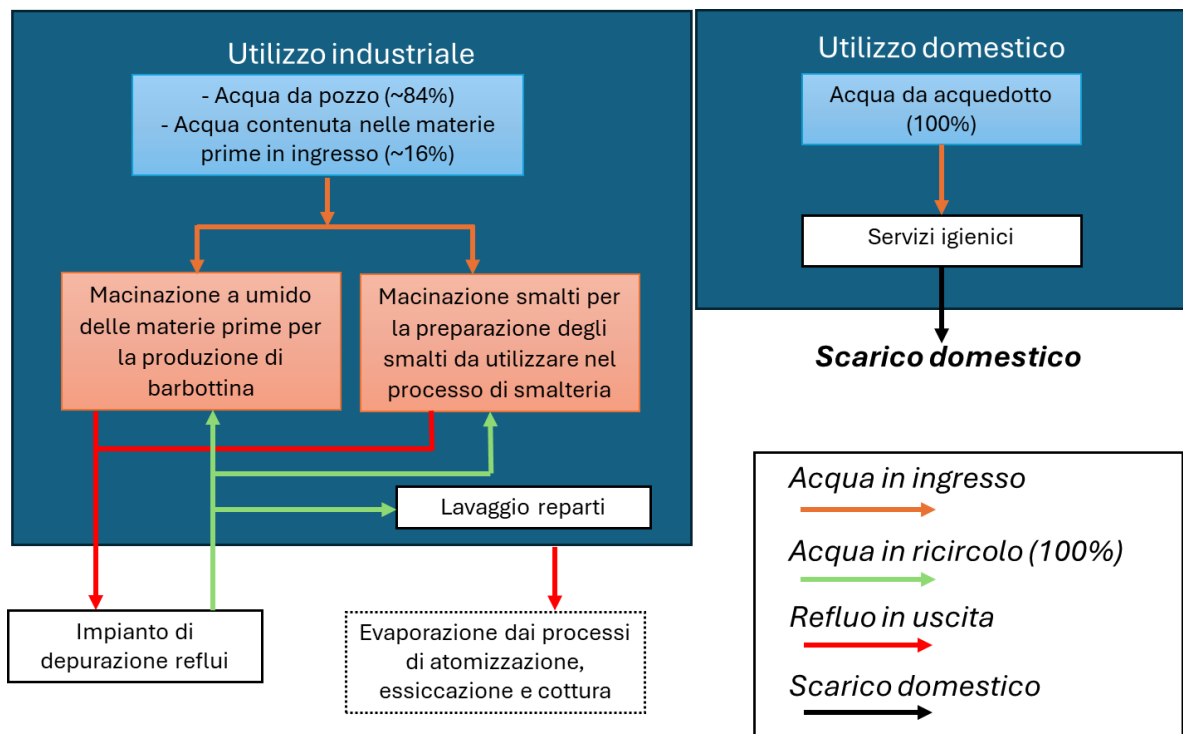 Utilizzo industriale
- Acqua da pozzo (~84%)
- Acqua contenuta nelle materie
prime in ingresso (~16%)
Macinazione a umido
delle materie prime per
la produzione di
barbottina
Macinazione smalti per
la preparazione degli
smalti da utilizzare nel
processo di smalteria
Lavaggio reparti
Impianto di
depurazione reflui
Evaporazione dai processi
di atomizzazione,
essiccazione e cottura
Utilizzo domestico
Acqua da acquedotto
(100%)
Servizi igienici
Scarico domestico
Acqua in ingresso
Acqua in ricircolo (100%)
Refluo in uscita
Scarico domestico